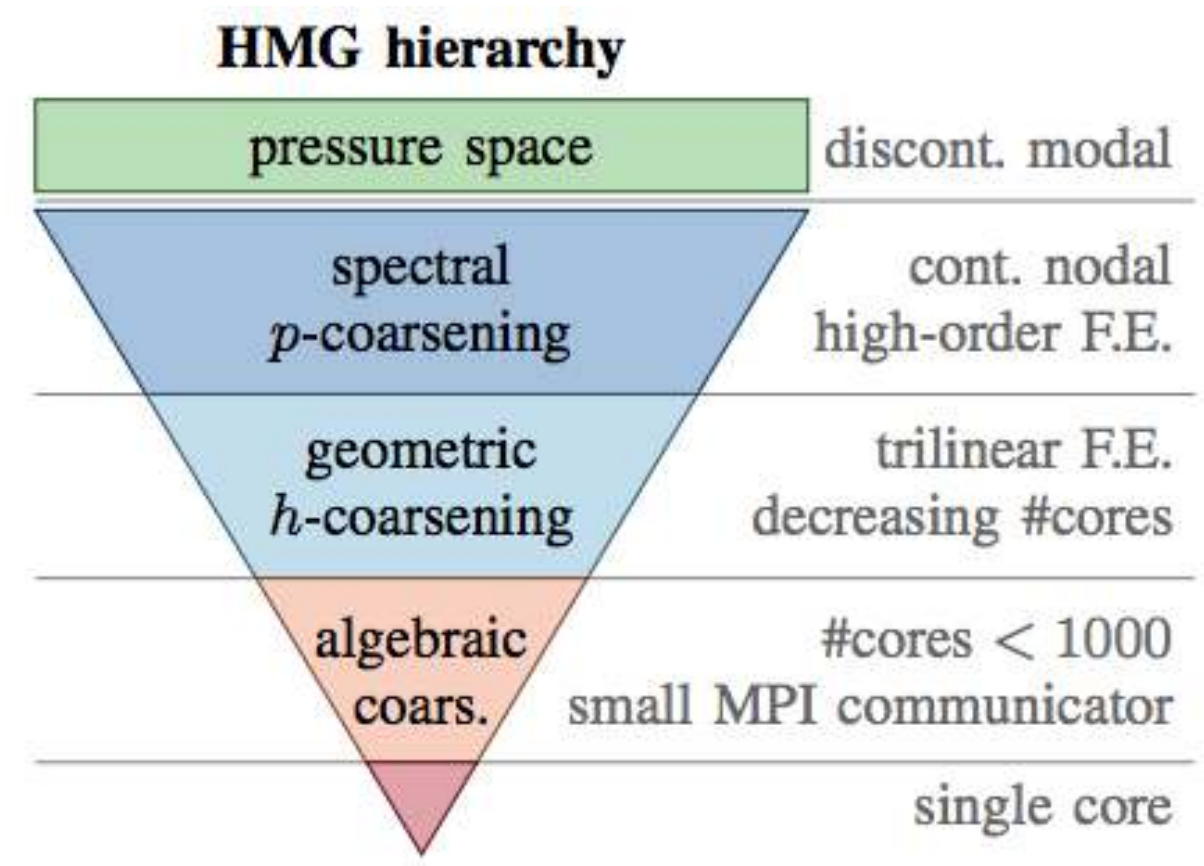 HMG hierarchy
pressure space
discont. modal
spectral
p-coarsening
cont. nodal
high-order F.E.
geometric
h-coarsening
trilinear F.E.
decreasing #cores
algebraic
coars.
#cores < 1000
small MPI communicator
single core